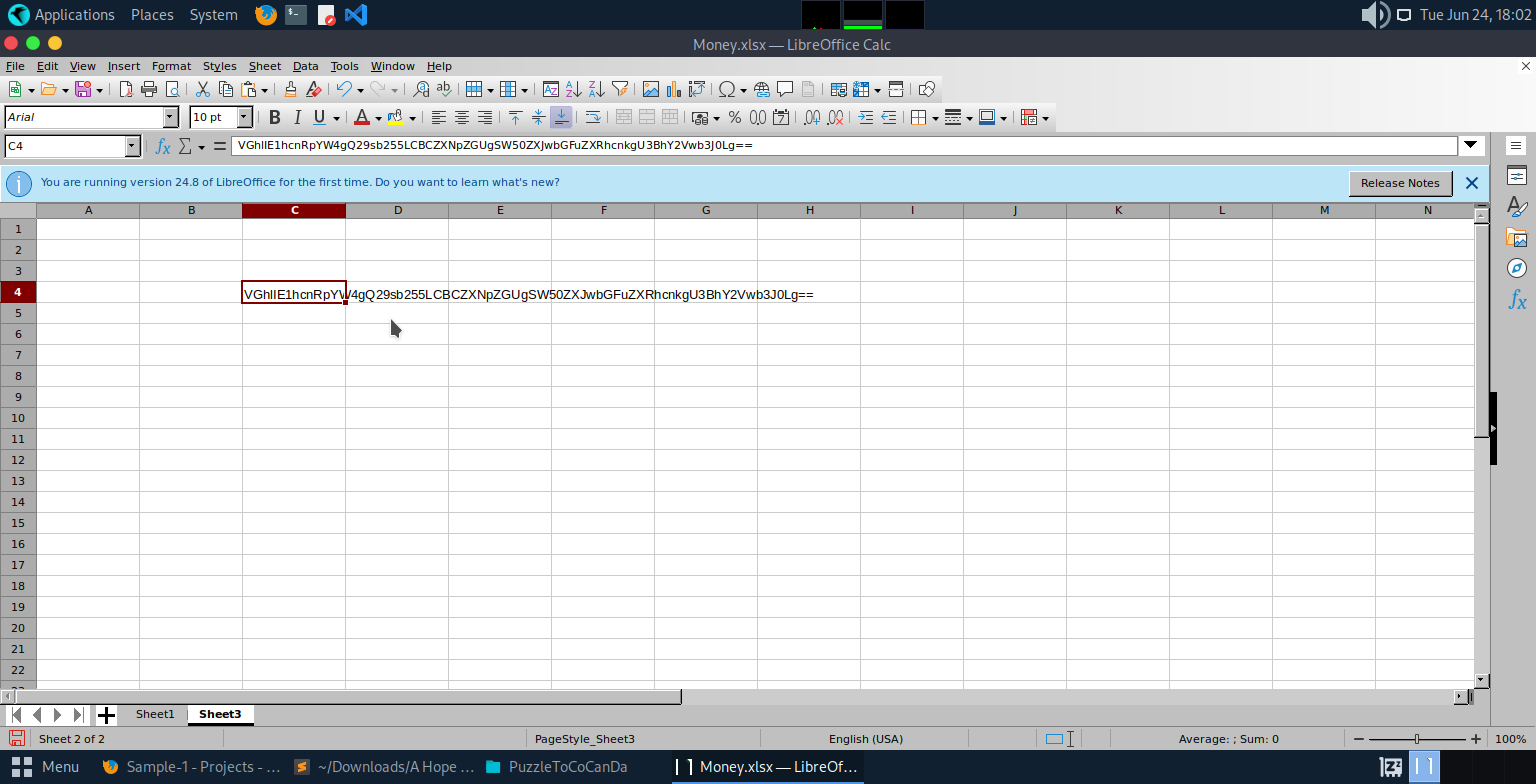 Applications Places System Tue Jun 24, 18:02
Money.xlsx — LibreOffice Calc
File Edit View Insert Format Styles Sheet Data Tools Window Help
Arial 10 pt
C4 VGhlIE1hcnRpYW4gQ29sb255LCBCZXNpZGUgSW50ZXJwbGFuZXRhcnkgU3BhY2Vwb3J0Lg==
You are running version 24.8 of LibreOffice for the first time. Do you want to learn what's new? Release Notes
A B C D E F G H I J K L M N
1
2
3
4 VGhlIE1hcnRpYW4gQ29sb255LCBCZXNpZGUgSW50ZXJwbGFuZXRhcnkgU3BhY2Vwb3J0Lg==
5
6
7
8
9
10
11
12
13
14
15
16
17
18
19
20
21
22
23
Sheet1 Sheet3
Sheet 2 of 2 PageStyle_Sheet3 English (USA) Average: ; Sum: 0 100%
Menu Sample-1 - Projects - ... ~/Downloads/A Hope ... PuzzleToCoCanDa Money.xlsx — LibreOf...